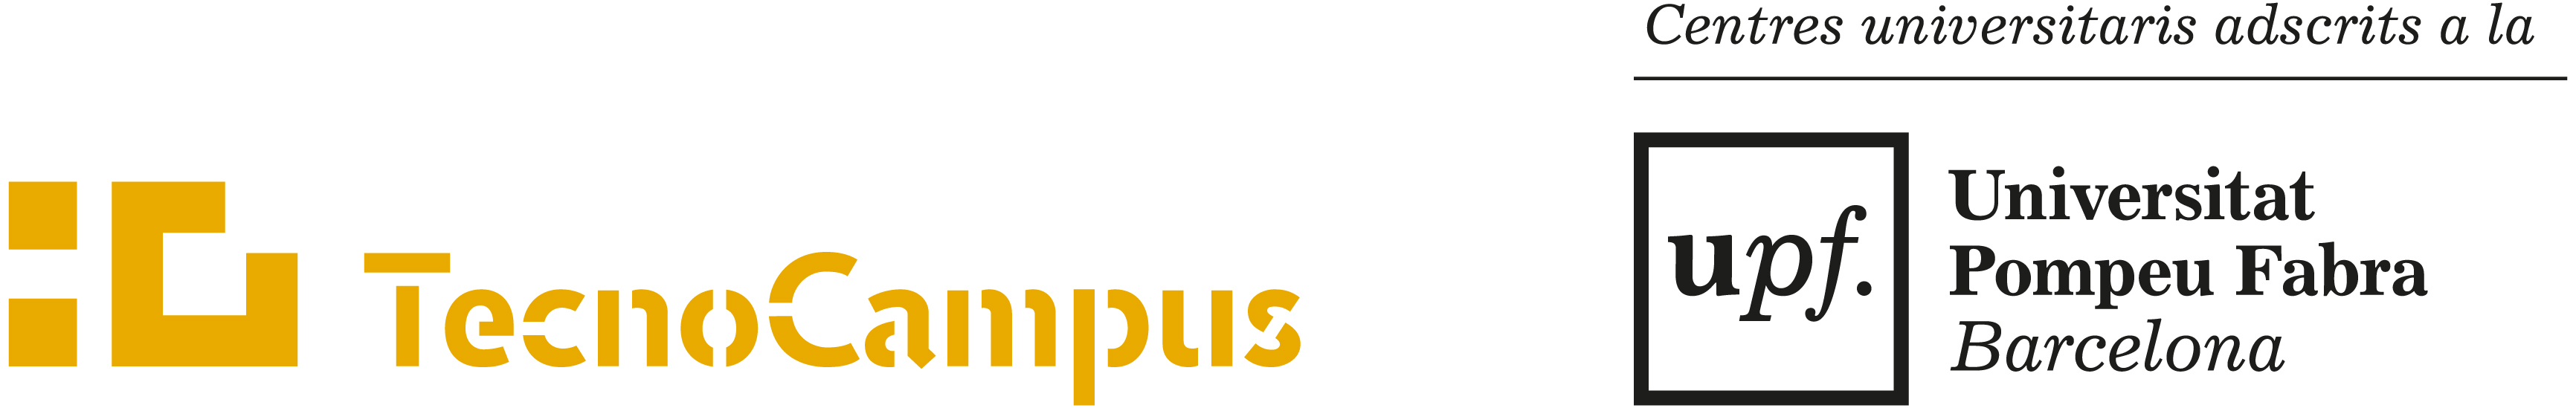 TecnoCampus
Centres universitaris adscrits a la
upf.
Universitat
Pompeu Fabra
Barcelona